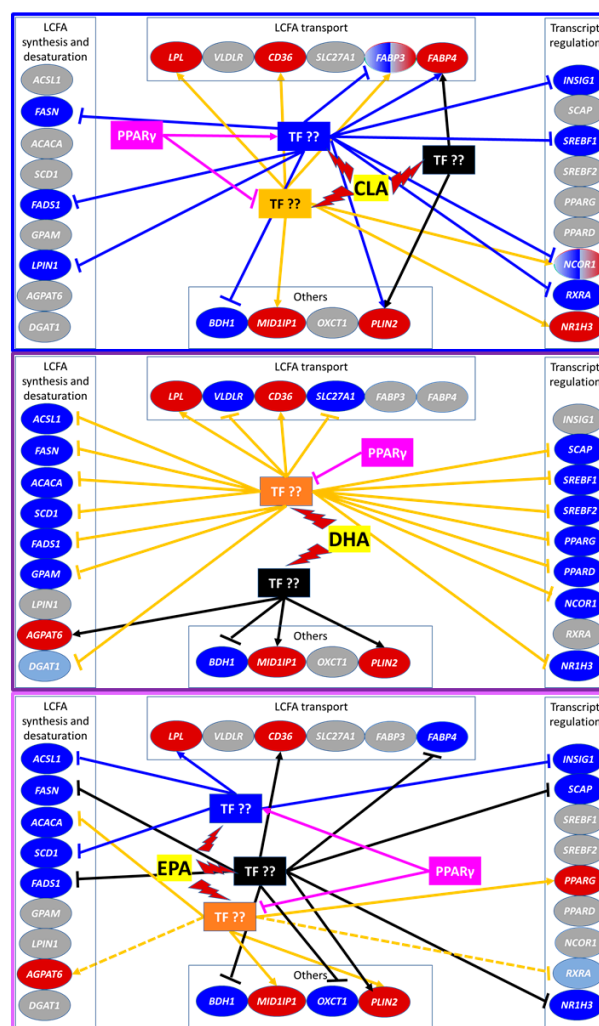 LCFA
synthesis and
desaturation
ACSL1
FASN
ACACA
SCD1
FADS1
GPAM
LPIN1
AGPAT6
DGAT1
LCFA transport
LPL VLDLR CD36 SLC27A1 FABP3 FABP4
PPARγ
TF ??
TF ??
CLA
TF ??
Others
BDH1 MID1IP1 OXCT1 PLIN2
Transcript
regulation
INSIG1
SCAP
SREBF1
SREBF2
PPARG
PPARD
NCOR1
RXRA
NR1H3
LCFA
synthesis and
desaturation
ACSL1
FASN
ACACA
SCD1
FADS1
GPAM
LPIN1
AGPAT6
DGAT1
LCFA transport
LPL VLDLR CD36 SLC27A1 FABP3 FABP4
PPARγ
TF ??
DHA
TF ??
Others
BDH1 MID1IP1 OXCT1 PLIN2
Transcript
regulation
INSIG1
SCAP
SREBF1
SREBF2
PPARG
PPARD
NCOR1
RXRA
NR1H3
LCFA
synthesis and
desaturation
ACSL1
FASN
ACACA
SCD1
FADS1
GPAM
LPIN1
AGPAT6
DGAT1
LCFA transport
LPL VLDLR CD36 SLC27A1 FABP3 FABP4
TF ??
EPA
TF ??
PPARγ
TF ??
Others
BDH1 MID1IP1 OXCT1 PLIN2
Transcript
regulation
INSIG1
SCAP
SREBF1
SREBF2
PPARG
PPARD
NCOR1
RXRA
NR1H3